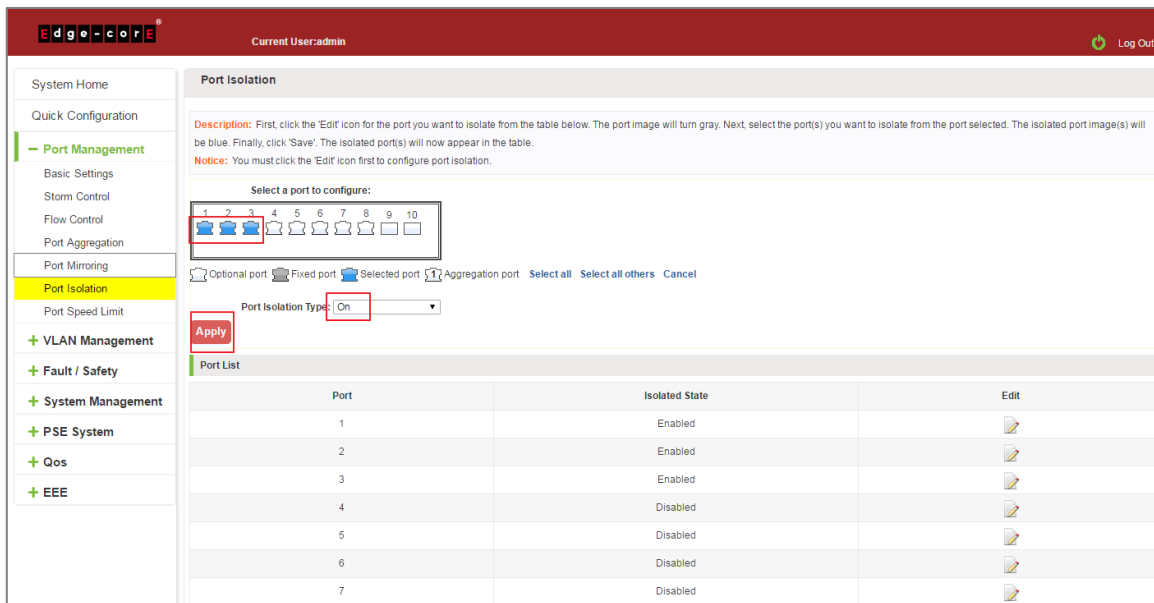 Edge-corE®
Current User:admin
Log Out
System Home
Quick Configuration
− Port Management
Basic Settings
Storm Control
Flow Control
Port Aggregation
Port Mirroring
Port Isolation
Port Speed Limit
+ VLAN Management
+ Fault / Safety
+ System Management
+ PSE System
+ Qos
+ EEE
Port Isolation
Description: First, click the 'Edit' icon for the port you want to isolate from the table below. The port image will turn gray. Next, select the port(s) you want to isolate from the port selected. The isolated port image(s) will
be blue. Finally, click 'Save'. The isolated port(s) will now appear in the table.
Notice: You must click the 'Edit' icon first to configure port isolation.
Select a port to configure:
1 2 3 4 5 6 7 8 9 10
Optional port Fixed port Selected port 1 Aggregation port Select all Select all others Cancel
Port Isolation Type: On
Apply
Port List
Port Isolated State Edit
1 Enabled
2 Enabled
3 Enabled
4 Disabled
5 Disabled
6 Disabled
7 Disabled